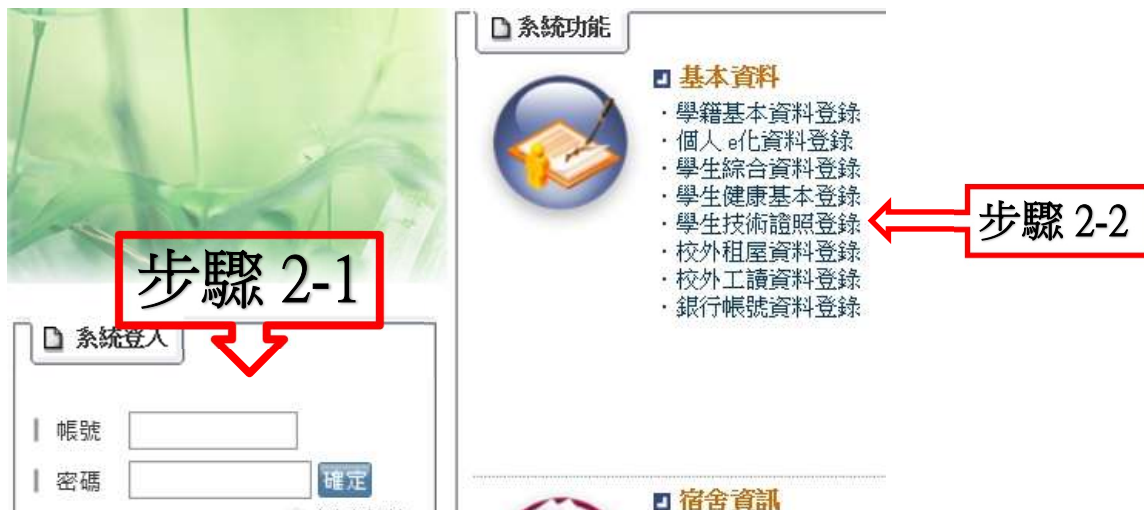 步驟 2-1
系統登入
帳號
密碼
確定
系統功能
基本資料
·學籍基本資料登錄
·個人 e化資料登錄
·學生綜合資料登錄
·學生健康基本登錄
·學生技術證照登錄
·校外租屋資料登錄
·校外工讀資料登錄
·銀行帳號資料登錄
步驟 2-2
宿舍資訊